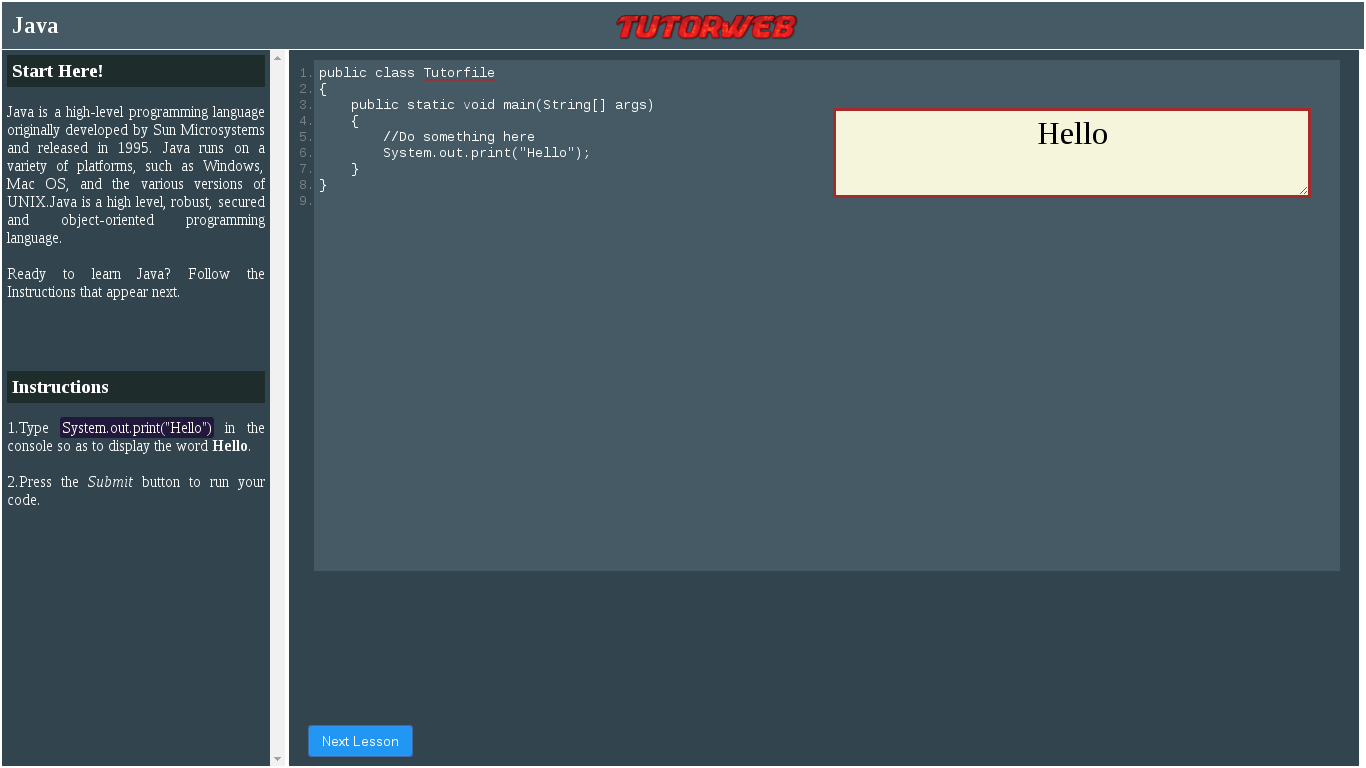 Java
TUTORWEB
Start Here!
Java is a high-level programming language
originally developed by Sun Microsystems
and released in 1995. Java runs on a
variety of platforms, such as Windows,
Mac OS, and the various versions of
UNIX.Java is a high level, robust, secured
and object-oriented programming
language.
Ready to learn Java? Follow the
Instructions that appear next.
Instructions
1.Type System.out.print("Hello") in the
console so as to display the word Hello.
2.Press the Submit button to run your
code.
1. public class Tutorfile
2. {
3.     public static void main(String[] args)
4.     {
5.         //Do something here
6.         System.out.print("Hello");
7.     }
8. }
9.
Hello
Next Lesson